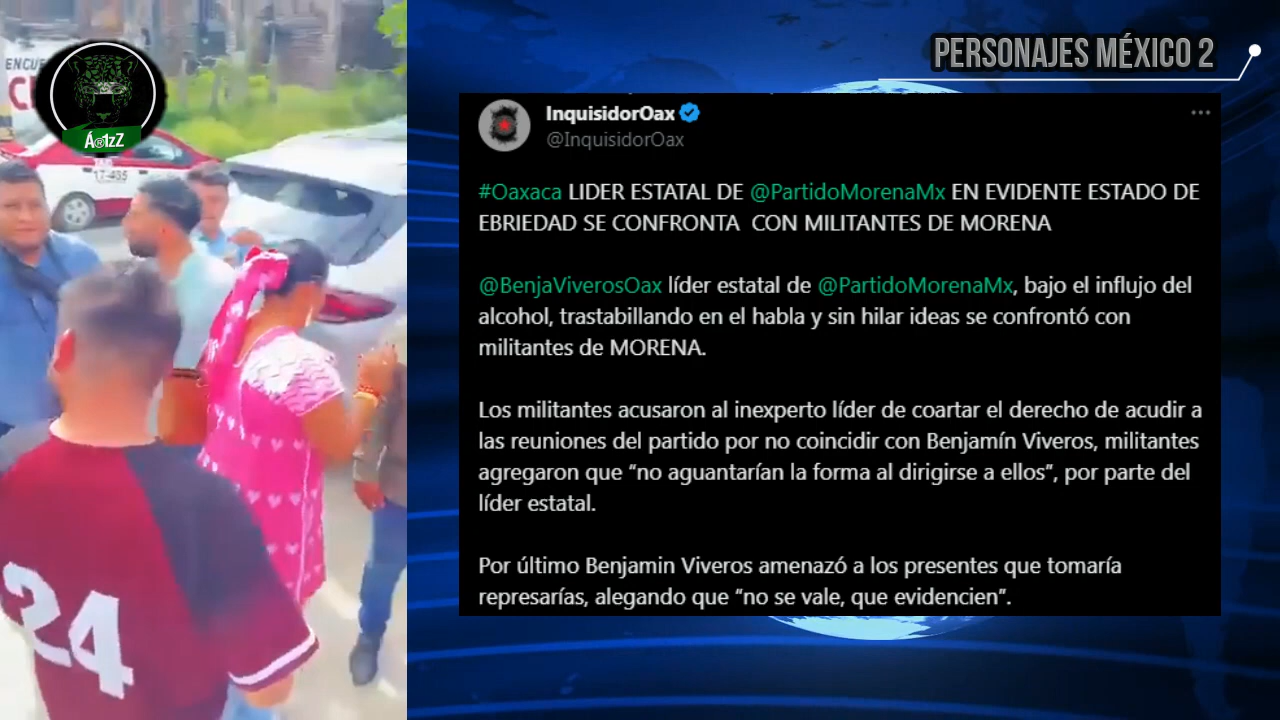 ENCUE
Á®1zZ
17-435
24
PERSONAJES MÉXICO 2
InquisidorOax
@InquisidorOax
#Oaxaca LIDER ESTATAL DE @PartidoMorenaMx EN EVIDENTE ESTADO DE
EBRIEDAD SE CONFRONTA CON MILITANTES DE MORENA
@BenjaViverosOax líder estatal de @PartidoMorenaMx, bajo el influjo del
alcohol, trastabillando en el habla y sin hilar ideas se confrontó con
militantes de MORENA.
Los militantes acusaron al inexperto líder de coartar el derecho de acudir a
las reuniones del partido por no coincidir con Benjamín Viveros, militantes
agregaron que “no aguantarían la forma al dirigirse a ellos”, por parte del
líder estatal.
Por último Benjamin Viveros amenazó a los presentes que tomaría
represarías, alegando que “no se vale, que evidencien”.